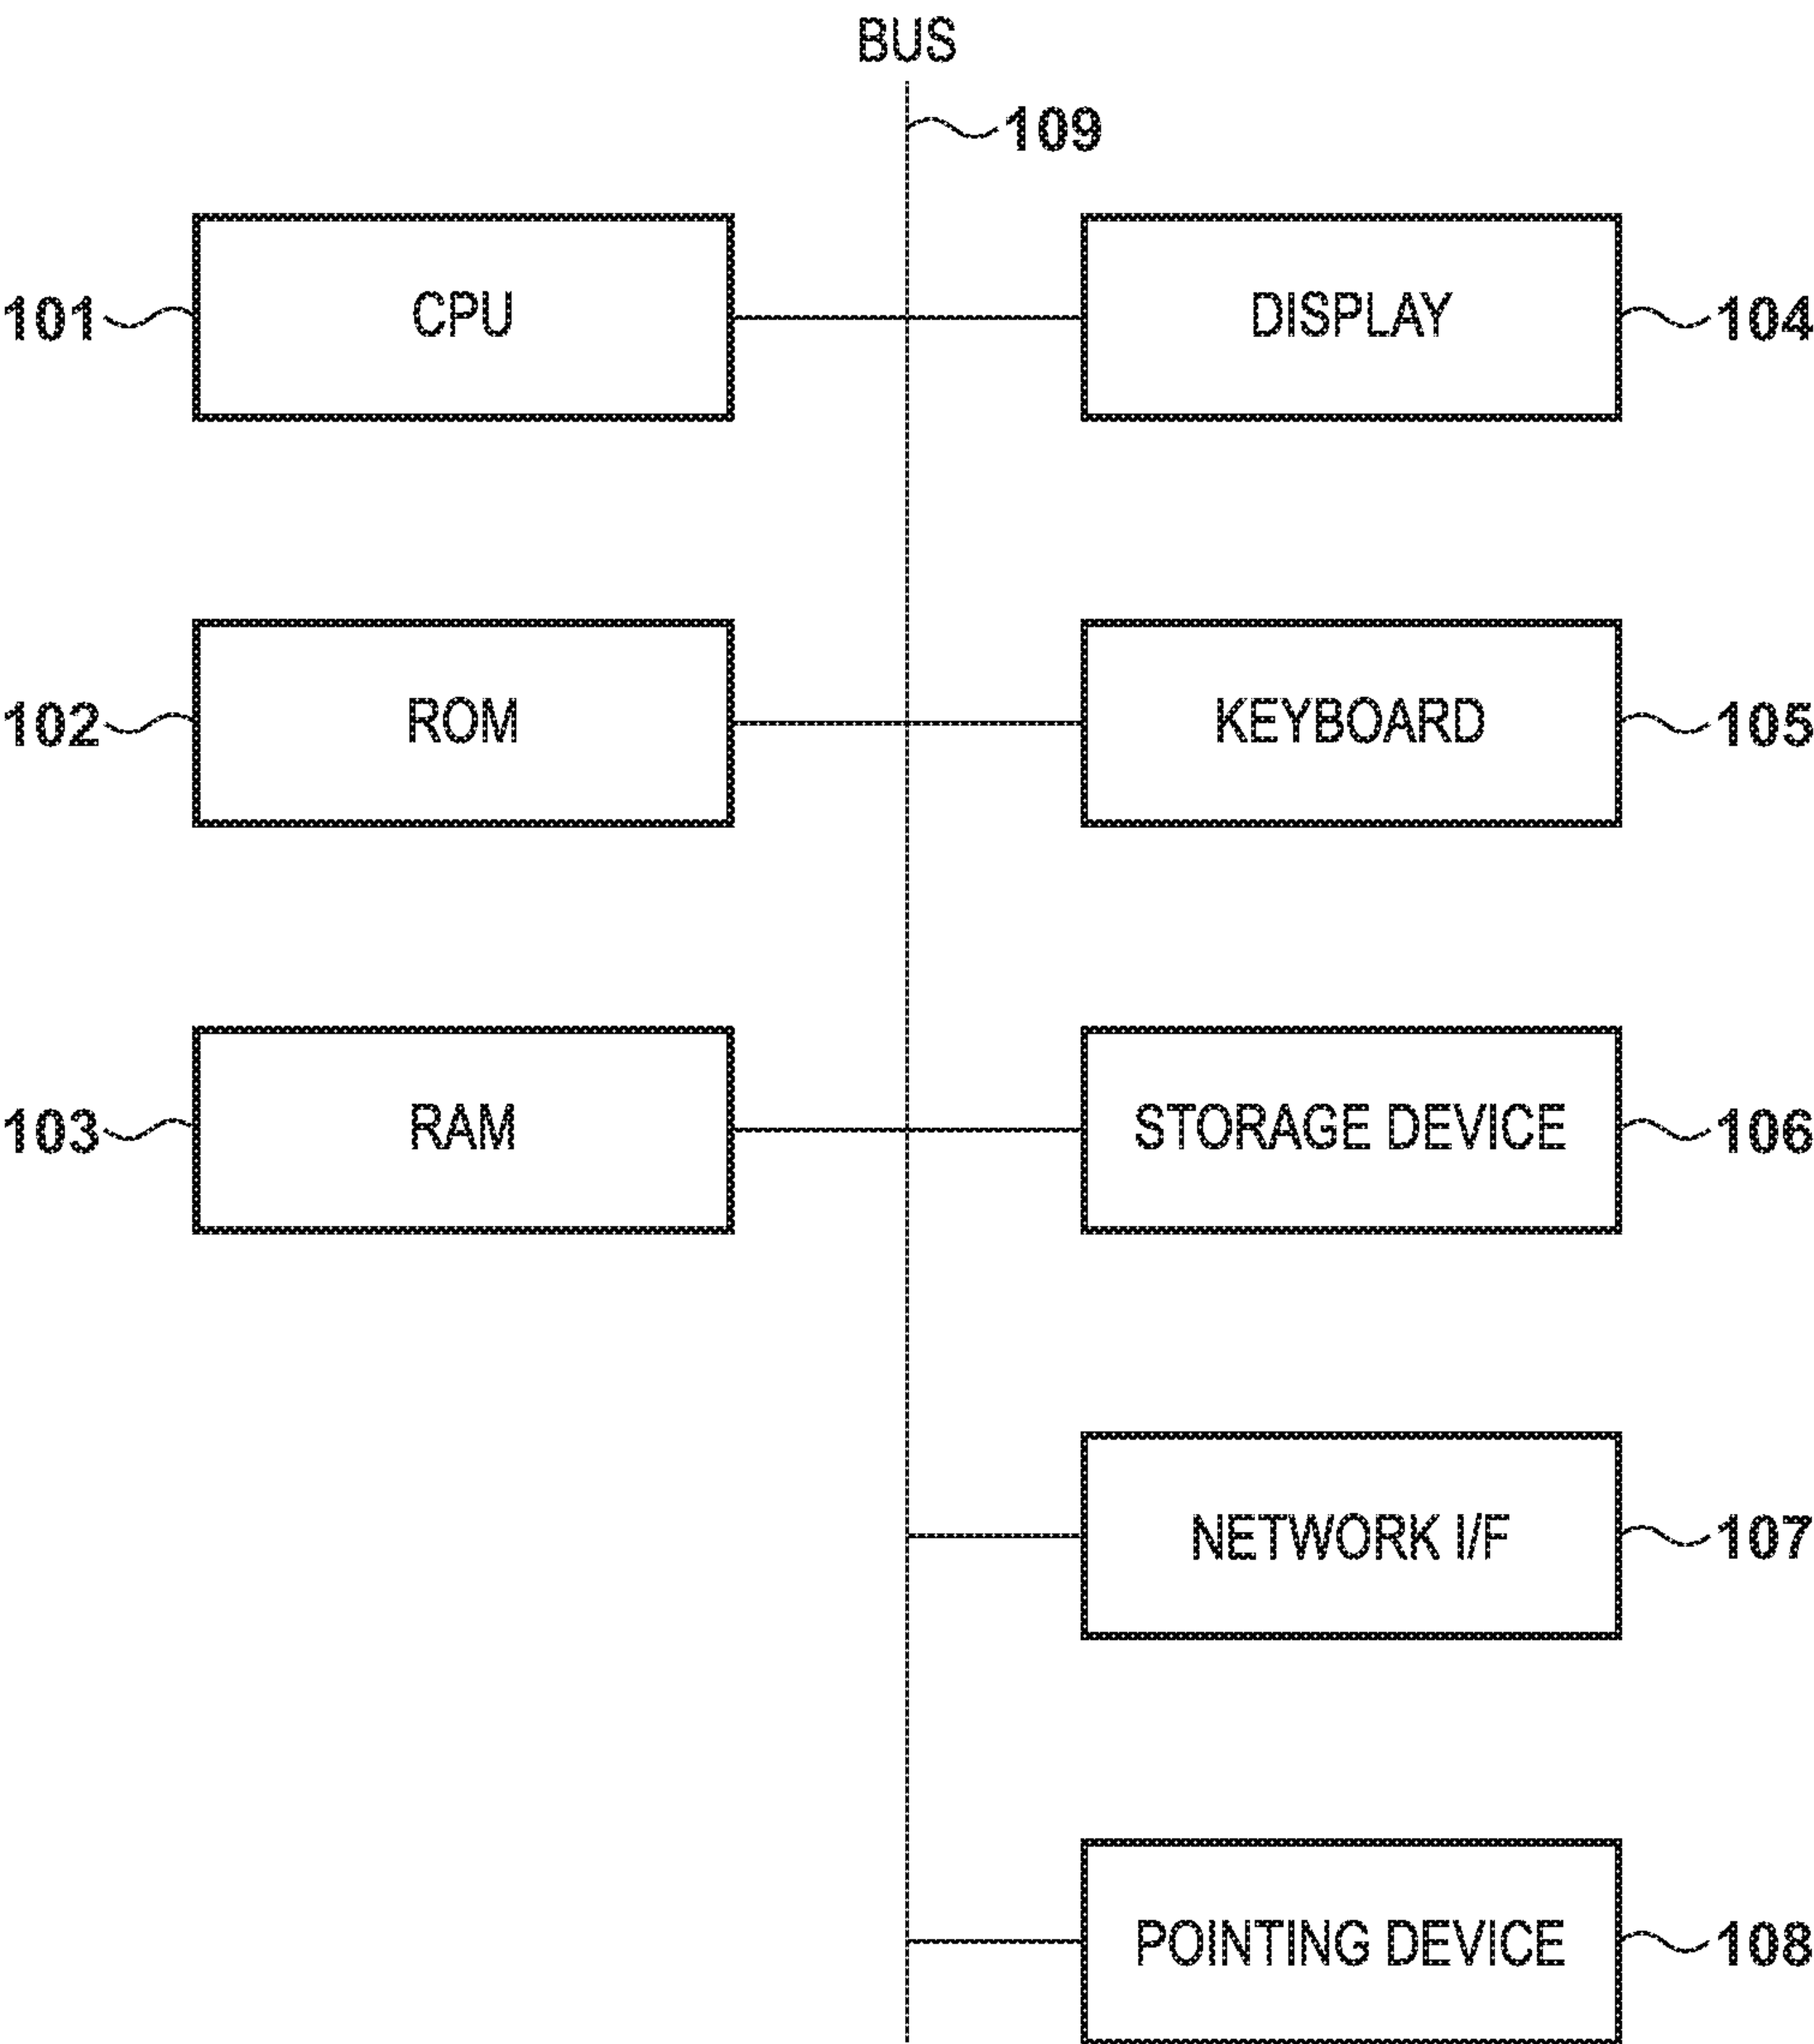 BUS
109
101 CPU DISPLAY 104
102 ROM KEYBOARD 105
103 RAM STORAGE DEVICE 106
NETWORK I/F 107
POINTING DEVICE 108